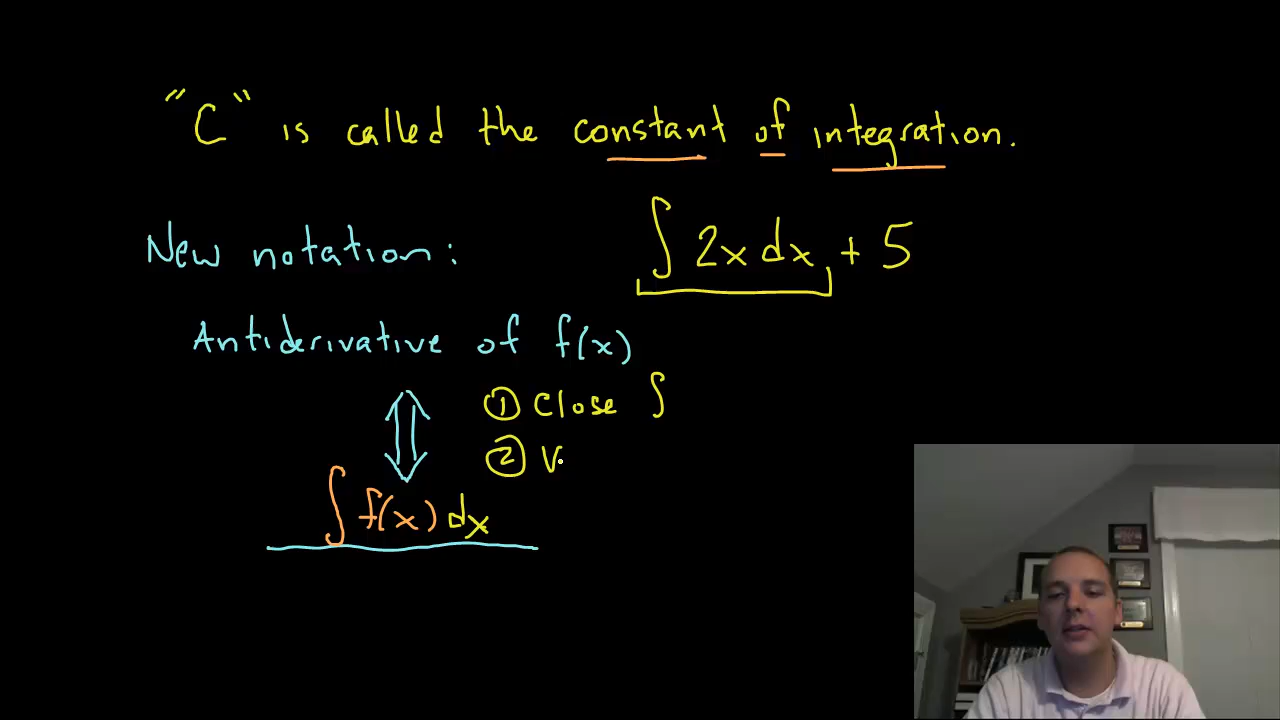 "C" is called the constant of integration.
New notation:
∫ 2x dx + 5
Antiderivative of f(x)
① Close ∫
② V
∫ f(x) dx